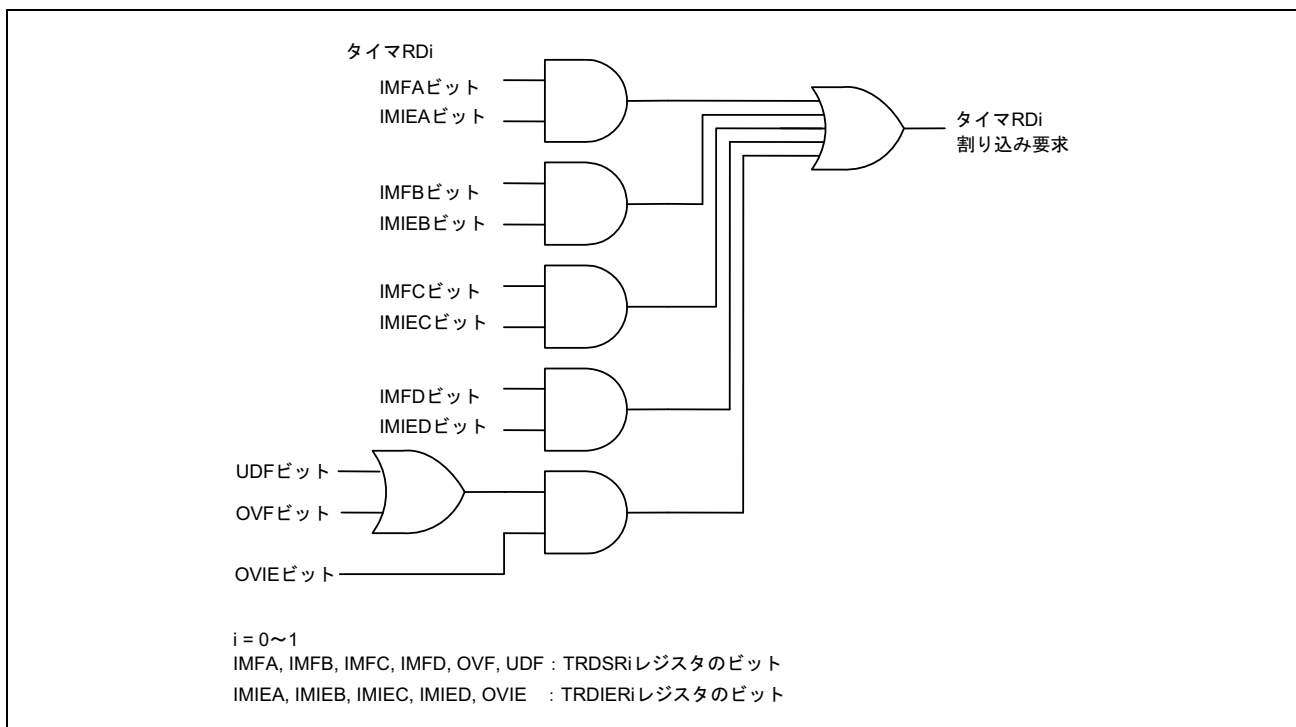 タイマRDi
IMFAビット
IMIEAビット
タイマRDi
割り込み要求
IMFBビット
IMIEBビット
IMFCビット
IMIECビット
IMFDビット
IMIEDビット
UDFビット
OVFビット
OVIEビット
i = 0～1
IMFA, IMFB, IMFC, IMFD, OVF, UDF : TRDSRiレジスタのビット
IMIEA, IMIEB, IMIEC, IMIED, OVIE : TRDIERiレジスタのビット